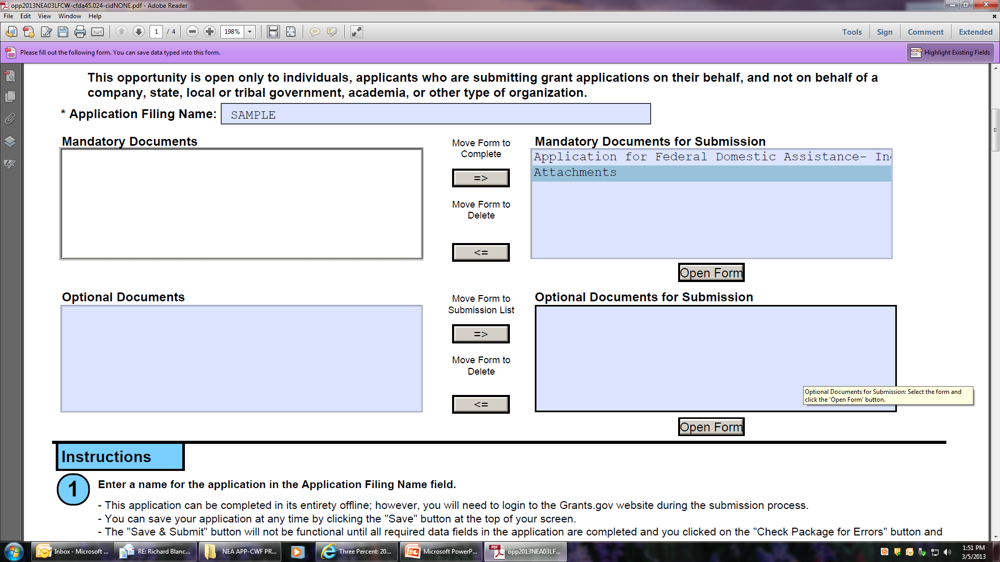 opp2013NEA03LFCW-cfda45.024-cidNONE.pdf - Adobe Reader
File Edit View Window Help
1 / 4 198% Tools Sign Comment Extended
Please fill out the following form. You can save data typed into this form. Highlight Existing Fields
This opportunity is open only to individuals, applicants who are submitting grant applications on their behalf, and not on behalf of a
company, state, local or tribal government, academia, or other type of organization.
* Application Filing Name: SAMPLE
Mandatory Documents
Move Form to
Complete
=>
Move Form to
Delete
<=
Mandatory Documents for Submission
Application for Federal Domestic Assistance- In
Attachments
Open Form
Optional Documents
Move Form to
Submission List
=>
Move Form to
Delete
<=
Optional Documents for Submission
Optional Documents for Submission: Select the form and
click the 'Open Form' button.
Open Form
Instructions
1 Enter a name for the application in the Application Filing Name field.
- This application can be completed in its entirety offline; however, you will need to login to the Grants.gov website during the submission process.
- You can save your application at any time by clicking the "Save" button at the top of your screen.
- The "Save & Submit" button will not be functional until all required data fields in the application are completed and you clicked on the "Check Package for Errors" button and
Inbox - Microsoft ... RE: Richard Blanc... NEA APP-CWF PR... Three Percent: 20... Microsoft PowerP... opp2013NEA03LF...
1:51 PM
3/5/2013